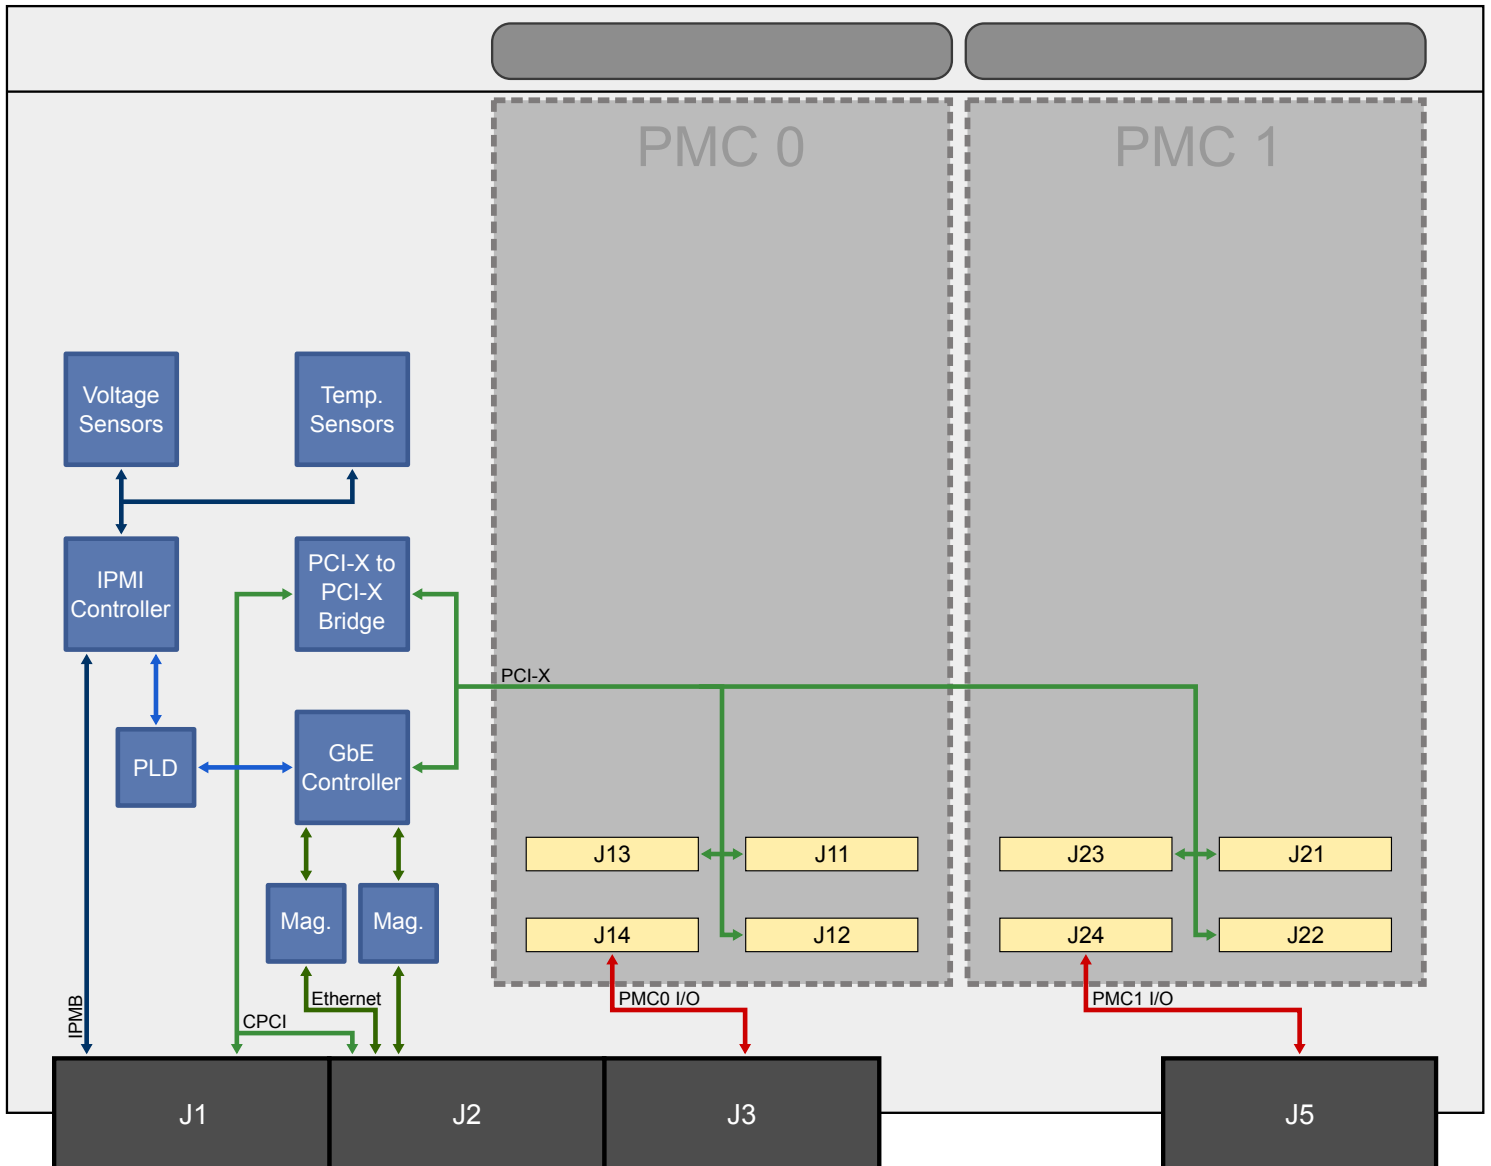 PMC 0
PMC 1
Voltage
Sensors
Temp.
Sensors
IPMI
Controller
PCI-X to
PCI-X
Bridge
PCI-X
PLD
GbE
Controller
J13
J11
J23
J21
Mag.
Mag.
J14
J12
J24
J22
IPMB
CPCI
Ethernet
PMC0 I/O
PMC1 I/O
J1
J2
J3
J5